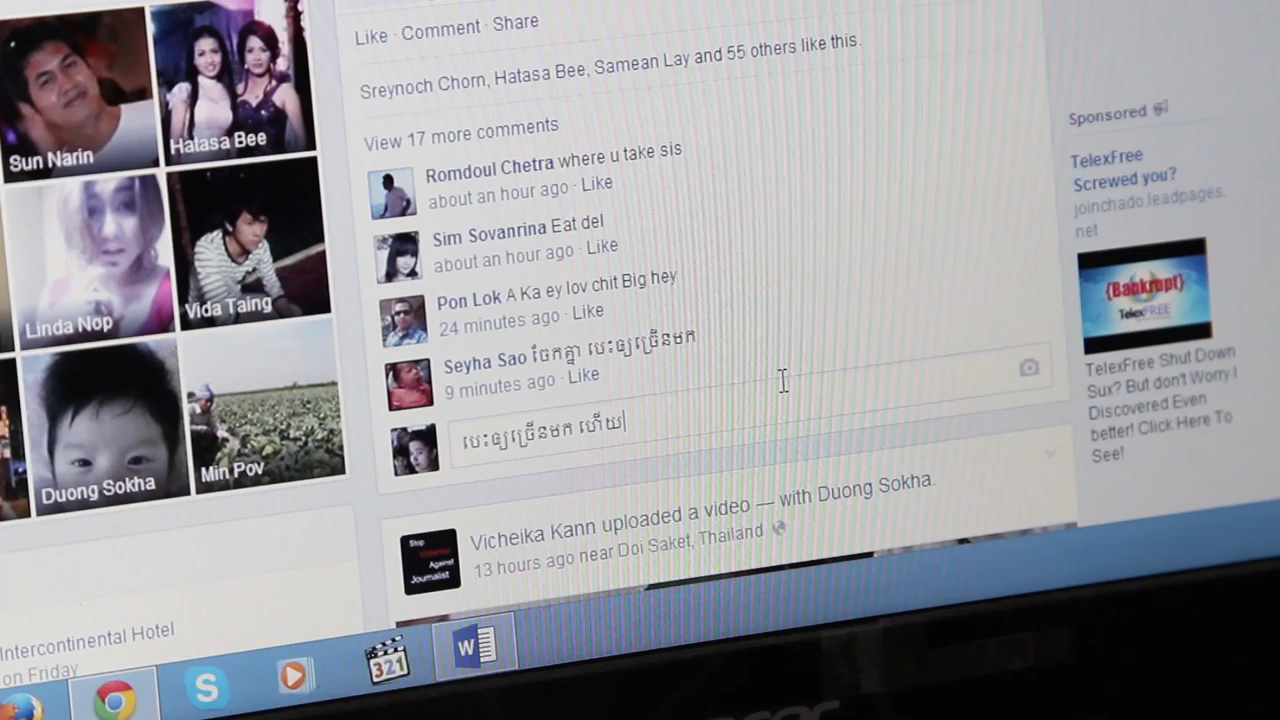 Sun Narin
Hatasa Bee
Linda Nop
Vida Taing
Duong Sokha
Min Pov
Intercontinental Hotel
on Friday
Like · Comment · Share
Sreynoch Chorn, Hatasa Bee, Samean Lay and 55 others like this.
View 17 more comments
Romdoul Chetra where u take sis
about an hour ago · Like
Sim Sovanrina Eat del
about an hour ago · Like
Pon Lok A Ka ey lov chit Big hey
24 minutes ago · Like
Seyha Sao ចែកគ្នា បេះឲ្យច្រើនមក
9 minutes ago · Like
បេះឲ្យច្រើនមក ហើយ
Vicheika Kann uploaded a video — with Duong Sokha.
13 hours ago near Doi Saket, Thailand
Stop
Against
Journalist
Sponsored
TelexFree
Screwed you?
joinchado.leadpages.
net
{Bankrupt}
TelexFREE
TelexFree Shut Down
Sux? But don't Worry I
Discovered Even
better! Click Here To
See!
321
S
W